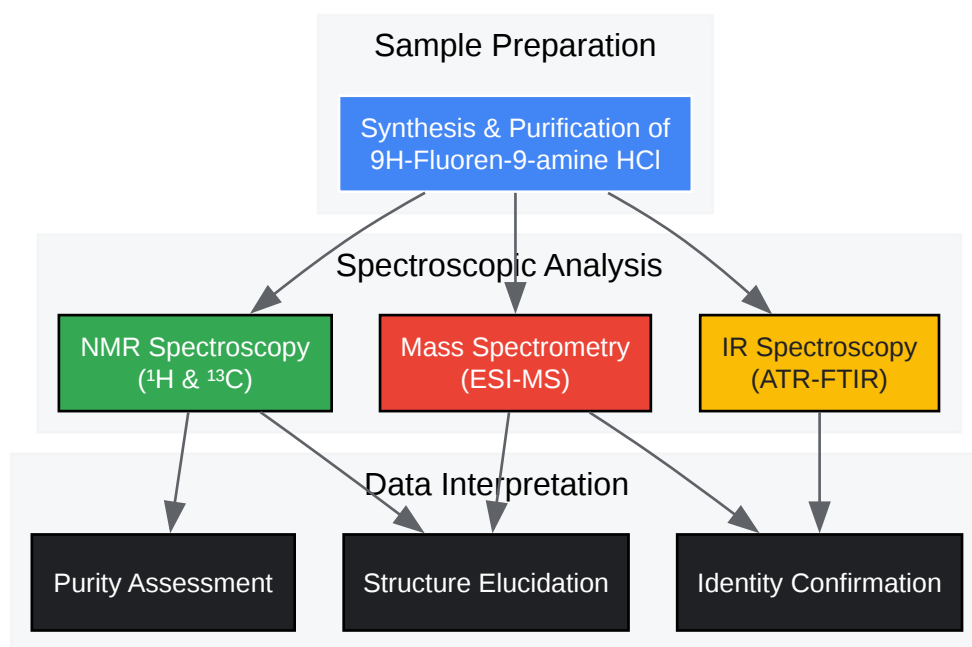 Sample Preparation
Synthesis & Purification of
9H-Fluoren-9-amine HCl
Spectroscopic Analysis
NMR Spectroscopy
(¹H & ¹³C)
Mass Spectrometry
(ESI-MS)
IR Spectroscopy
(ATR-FTIR)
Data Interpretation
Purity Assessment
Structure Elucidation
Identity Confirmation